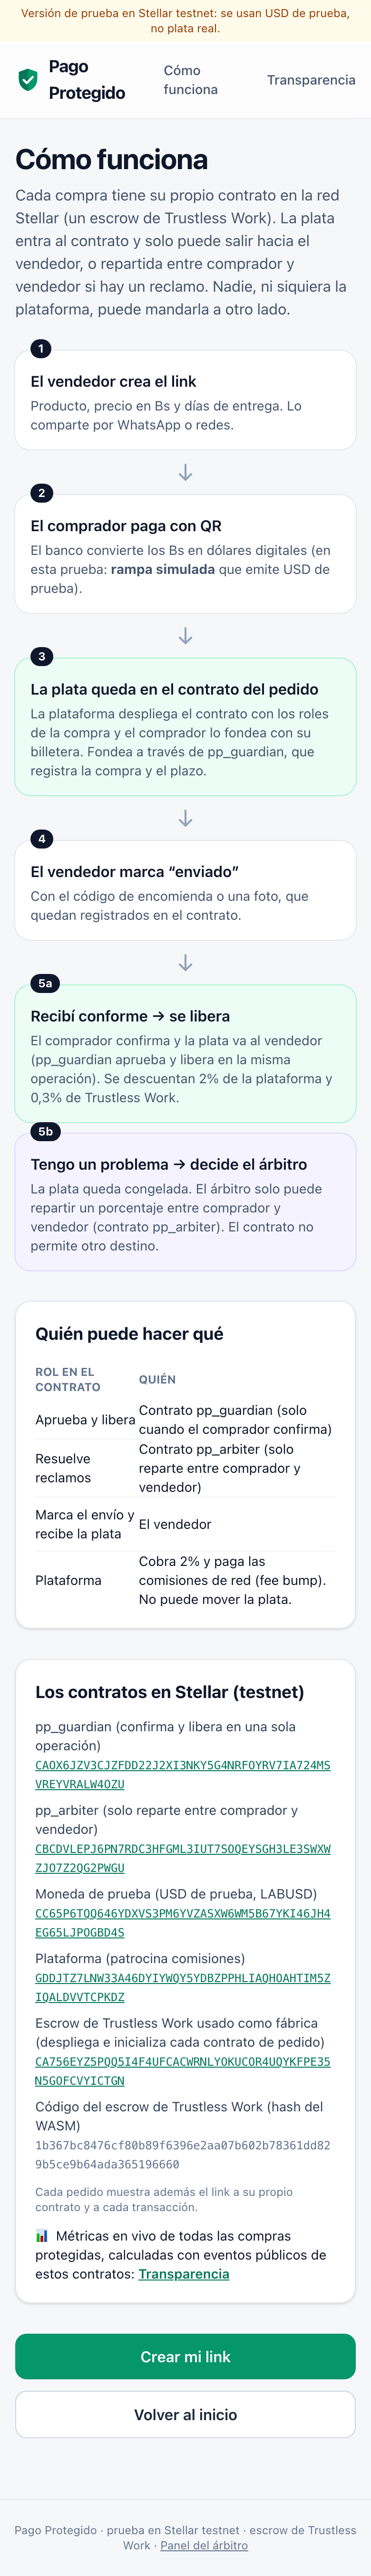 Versión de prueba en Stellar testnet: se usan USD de prueba,
no plata real.
Pago
Protegido
Cómo
funciona
Transparencia
Cómo funciona
Cada compra tiene su propio contrato en la red
Stellar (un escrow de Trustless Work). La plata
entra al contrato y solo puede salir hacia el
vendedor, o repartida entre comprador y
vendedor si hay un reclamo. Nadie, ni siquiera la
plataforma, puede mandarla a otro lado.
1
El vendedor crea el link
Producto, precio en Bs y días de entrega. Lo
comparte por WhatsApp o redes.
↓
2
El comprador paga con QR
El banco convierte los Bs en dólares digitales (en
esta prueba: rampa simulada que emite USD de
prueba).
↓
3
La plata queda en el contrato del pedido
La plataforma despliega el contrato con los roles
de la compra y el comprador lo fondea con su
billetera. Fondea a través de pp_guardian, que
registra la compra y el plazo.
↓
4
El vendedor marca “enviado”
Con el código de encomienda o una foto, que
quedan registrados en el contrato.
↓
5a
Recibí conforme → se libera
El comprador confirma y la plata va al vendedor
(pp_guardian aprueba y libera en la misma
operación). Se descuentan 2% de la plataforma y
0,3% de Trustless Work.
5b
Tengo un problema → decide el árbitro
La plata queda congelada. El árbitro solo puede
repartir un porcentaje entre comprador y
vendedor (contrato pp_arbiter). El contrato no
permite otro destino.
Quién puede hacer qué
ROL EN EL
CONTRATO
QUIÉN
Aprueba y libera
Contrato pp_guardian (solo
cuando el comprador confirma)
Resuelve
reclamos
Contrato pp_arbiter (solo
reparte entre comprador y
vendedor)
Marca el envío y
recibe la plata
El vendedor
Plataforma
Cobra 2% y paga las
comisiones de red (fee bump).
No puede mover la plata.
Los contratos en Stellar (testnet)
pp_guardian (confirma y libera en una sola
operación)
CAOX6JZV3CJZFDD22J2XI3NKY5G4NRFOYRV7IA724MS
VREYVRALW4OZU
pp_arbiter (solo reparte entre comprador y
vendedor)
CBCDVLEPJ6PN7RDC3HFGML3IUT7SOQEYSGH3LE3SWXW
ZJO7Z2QG2PWGU
Moneda de prueba (USD de prueba, LABUSD)
CC65P6TQQ646YDXVS3PM6YVZASXW6WM5B67YKI46JH4
EG65LJPOGBD4S
Plataforma (patrocina comisiones)
GDDJTZ7LNW33A46DYIYWQY5YDBZPPHLIAQHOAHTIM5Z
IQALDVVTCPKDZ
Escrow de Trustless Work usado como fábrica
(despliega e inicializa cada contrato de pedido)
CA756EYZ5PQQ5I4F4UFCACWRNLYOKUCOR4UQYKFPE35
N5GOFCVYICTGN
Código del escrow de Trustless Work (hash del
WASM)
1b367bc8476cf80b89f6396e2aa07b602b78361dd82
9b5ce9b64ada365196660
Cada pedido muestra además el link a su propio
contrato y a cada transacción.
📊 Métricas en vivo de todas las compras
protegidas, calculadas con eventos públicos de
estos contratos: Transparencia
Crear mi link
Volver al inicio
Pago Protegido · prueba en Stellar testnet · escrow de Trustless
Work · Panel del árbitro